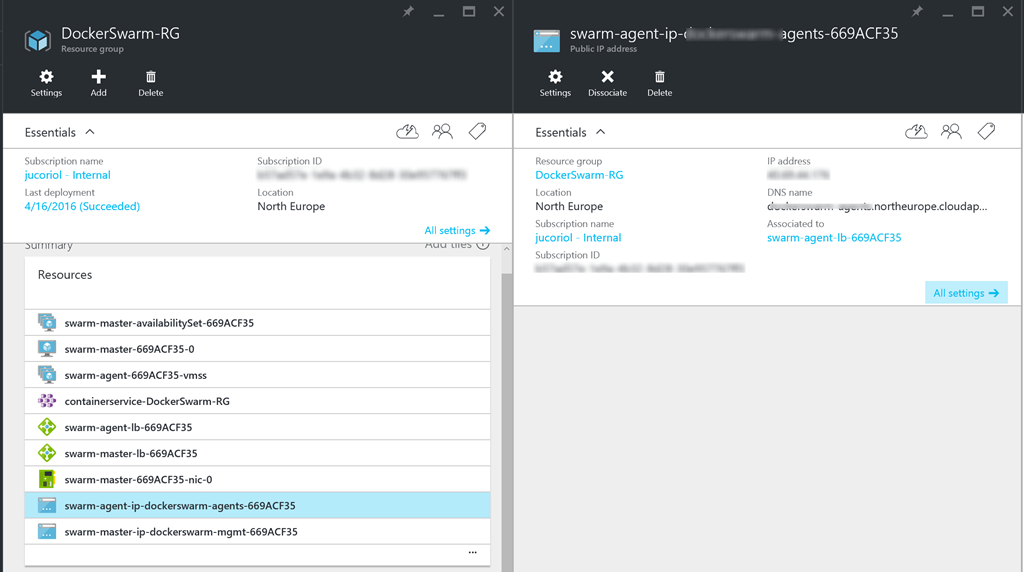 DockerSwarm-RG
Resource group
Settings
Add
Delete
Essentials
Subscription name
jucoriol - Internal
Last deployment
4/16/2016 (Succeeded)
Subscription ID
Location
North Europe
All settings →
Summary
Add tiles
Resources
swarm-master-availabilitySet-669ACF35
swarm-master-669ACF35-0
swarm-agent-669ACF35-vmss
containerservice-DockerSwarm-RG
swarm-agent-lb-669ACF35
swarm-master-lb-669ACF35
swarm-master-669ACF35-nic-0
swarm-agent-ip-dockerswarm-agents-669ACF35
swarm-master-ip-dockerswarm-mgmt-669ACF35
...
swarm-agent-ip- agents-669ACF35
Public IP address
Settings
Dissociate
Delete
Essentials
Resource group
DockerSwarm-RG
Location
North Europe
Subscription name
jucoriol - Internal
Subscription ID
IP address
DNS name
.northeurope.cloudap...
Associated to
swarm-agent-lb-669ACF35
All settings →